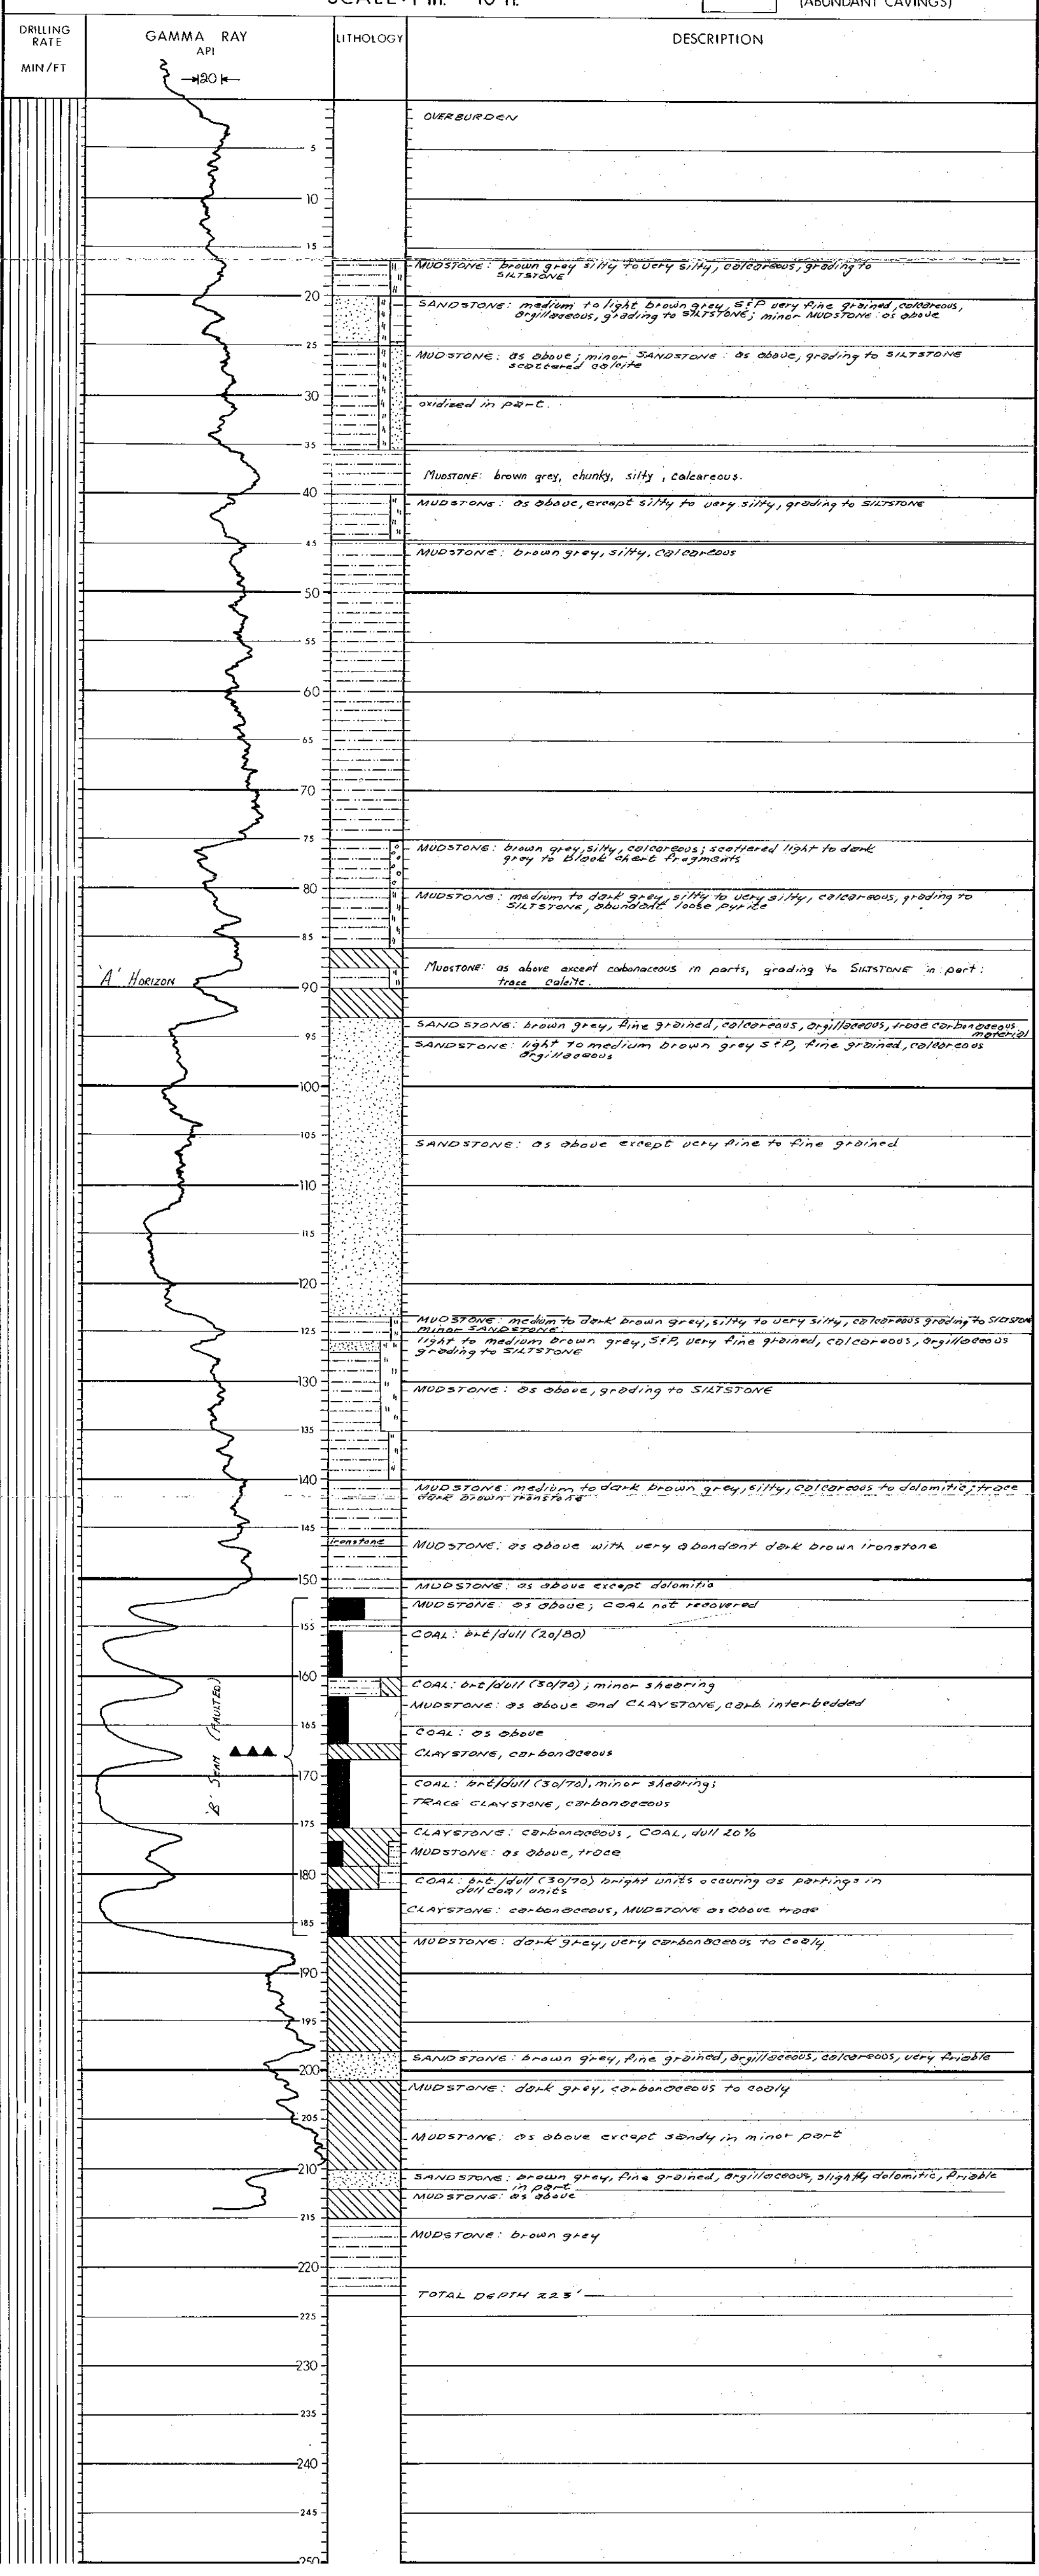 SCALE: 1 in. = 10 ft.
(ABUNDANT CAVINGS)
DRILLING RATE
MIN/FT
GAMMA RAY
API
20
LITHOLOGY
DESCRIPTION
OVERBURDEN
5
10
15
MUDSTONE: brown grey silty to very silty, calcareous, grading to
SILTSTONE
20
SANDSTONE: medium to light brown grey, S&P very fine grained, calcareous,
argillaceous, grading to SILTSTONE; minor MUDSTONE: as above
25
MUDSTONE: as above; minor SANDSTONE: as above, grading to SILTSTONE
scattered calcite
30
oxidized in part.
35
MUDSTONE: brown grey, chunky, silty, calcareous.
40
MUDSTONE: as above, except silty to very silty, grading to SILTSTONE
45
MUDSTONE: brown grey, silty, calcareous
50
55
60
65
70
75
MUDSTONE: brown grey, silty, calcareous; scattered light to dark
grey to black chert fragments
80
MUDSTONE: medium to dark grey, silty to very silty, calcareous, grading to
SILTSTONE, abundant loose pyrite
85
'A' HORIZON
MUDSTONE: as above except carbonaceous in parts, grading to SILTSTONE in part:
trace calcite.
90
SANDSTONE: brown grey, fine grained, calcareous, argillaceous, trace carbonaceous
material
95
SANDSTONE: light to medium brown grey S&P, fine grained, calcareous
argillaceous
100
105
SANDSTONE: as above except very fine to fine grained
110
115
120
MUDSTONE: medium to dark brown grey, silty to very silty, calcareous grading to SILTSTONE
minor SANDSTONE:
125
light to medium brown grey, S&P, very fine grained, calcareous, argillaceous
grading to SILTSTONE
130
MUDSTONE: as above, grading to SILTSTONE
135
140
MUDSTONE: medium to dark brown grey, silty, calcareous to dolomitic; trace
dark brown ironstone
145
ironstone
MUDSTONE: as above with very abundant dark brown ironstone
150
MUDSTONE: as above except dolomitic
MUDSTONE: as above; COAL not recovered
155
COAL: brt/dull (20/80)
160
COAL: brt/dull (30/70); minor shearing
MUDSTONE: as above and CLAYSTONE, carb. interbedded
165
COAL: as above
'B' SEAM (FAULTED)
CLAYSTONE, carbonaceous
170
COAL: brt/dull (30/70), minor shearing;
TRACE CLAYSTONE, carbonaceous
175
CLAYSTONE: carbonaceous, COAL, dull 20%
MUDSTONE: as above, trace
180
COAL: brt./dull (30/70) bright units occuring as partings in
dull coal units
CLAYSTONE: carbonaceous, MUDSTONE as above trace
185
MUDSTONE: dark grey, very carbonaceous to coaly
190
195
SANDSTONE: brown grey, fine grained, argillaceous, calcareous, very friable
200
MUDSTONE: dark grey, carbonaceous to coaly
205
MUDSTONE: as above except sandy in minor part
210
SANDSTONE: brown grey, fine grained, argillaceous, slightly dolomitic, friable
in part
MUDSTONE: as above
215
MUDSTONE: brown grey
220
TOTAL DEPTH 223'
225
230
235
240
245
250